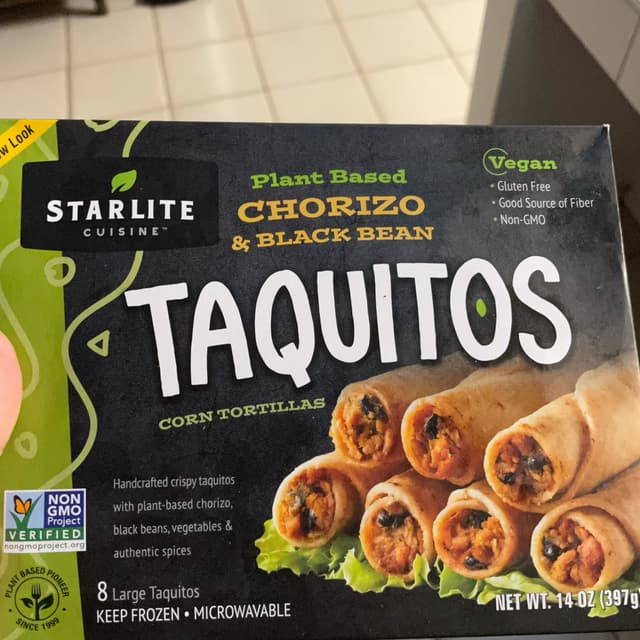 w Look
STARLITE
CUISINE™
Plant Based
CHORIZO
& BLACK BEAN
TAQUITOS
CORN TORTILLAS
Vegan
• Gluten Free
• Good Source of Fiber
• Non-GMO
Handcrafted crispy taquitos
with plant-based chorizo,
black beans, vegetables &
authentic spices
NON
GMO
Project
VERIFIED
nongmoproject.org
PLANT BASED PIONEER
SINCE 1999
8 Large Taquitos
KEEP FROZEN • MICROWAVABLE
NET WT. 14 OZ (397g